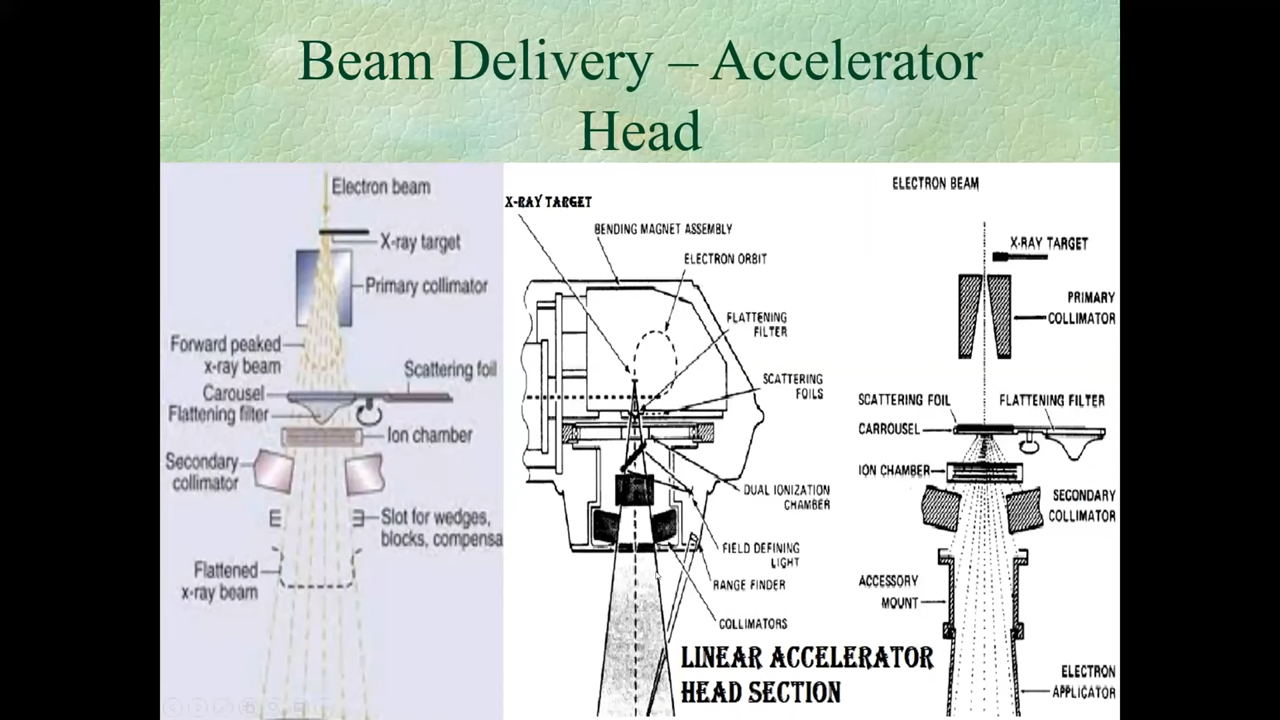 Beam Delivery – Accelerator
Head
Electron beam
X-ray target
Primary collimator
Forward peaked
x-ray beam
Scattering foil
Carousel
Flattening filter
Ion chamber
Secondary
collimator
Slot for wedges,
blocks, compensa
Flattened
x-ray beam
X-RAY TARGET
BENDING MAGNET ASSEMBLY
ELECTRON ORBIT
FLATTENING
FILTER
SCATTERING
FOILS
DUAL IONIZATION
CHAMBER
FIELD DEFINING
LIGHT
RANGE FINDER
COLLIMATORS
LINEAR ACCELERATOR
HEAD SECTION
ELECTRON BEAM
X-RAY TARGET
PRIMARY
COLLIMATOR
SCATTERING FOIL
FLATTENING FILTER
CARROUSEL
ION CHAMBER
SECONDARY
COLLIMATOR
ACCESSORY
MOUNT
ELECTRON
APPLICATOR